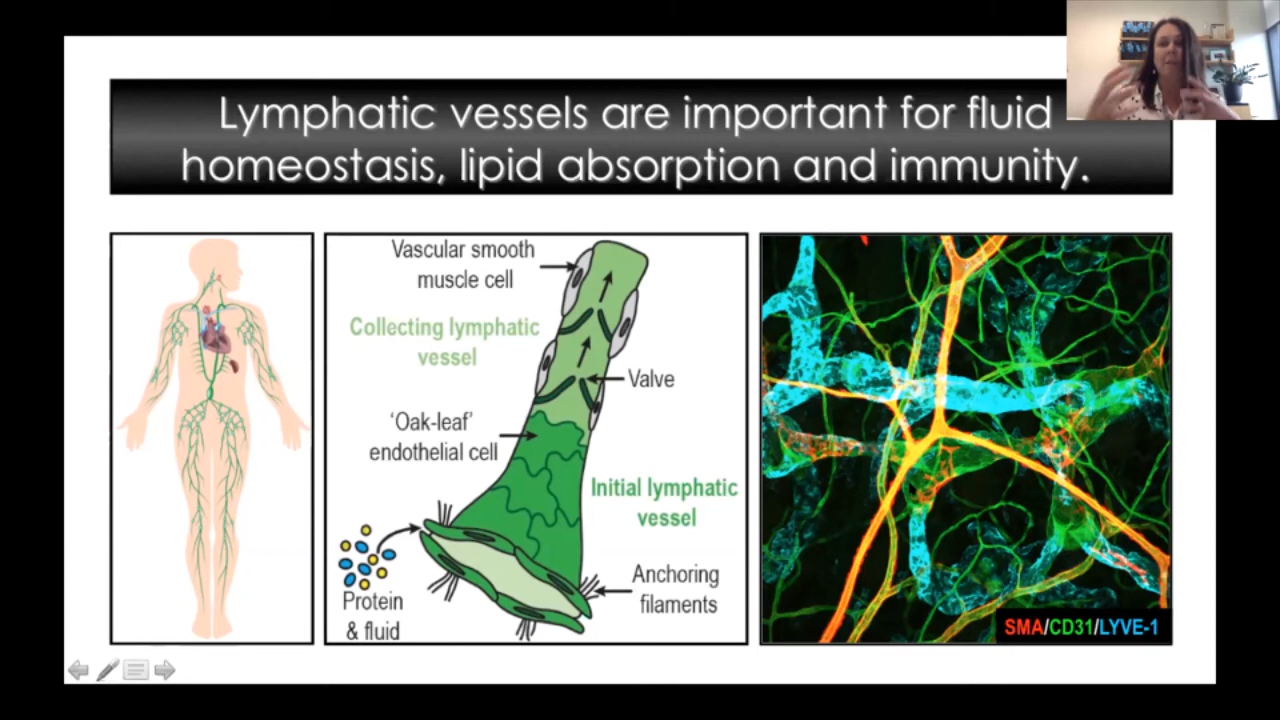 Lymphatic vessels are important for fluid
homeostasis, lipid absorption and immunity.
Vascular smooth
muscle cell
Collecting lymphatic
vessel
Valve
‘Oak-leaf’
endothelial cell
Initial lymphatic
vessel
Anchoring
filaments
Protein
& fluid
SMA/CD31/LYVE-1